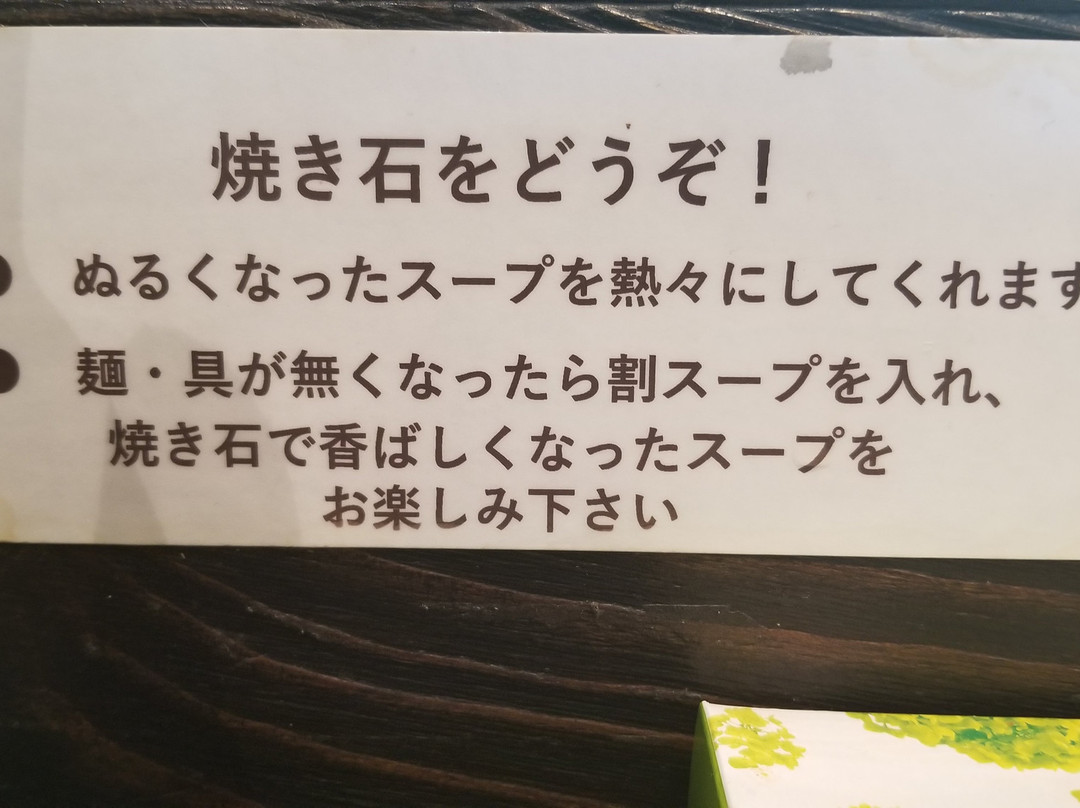 焼き石をどうぞ！
● ぬるくなったスープを熱々にしてくれます
● 麺・具が無くなったら割スープを入れ、
焼き石で香ばしくなったスープを
お楽しみ下さい